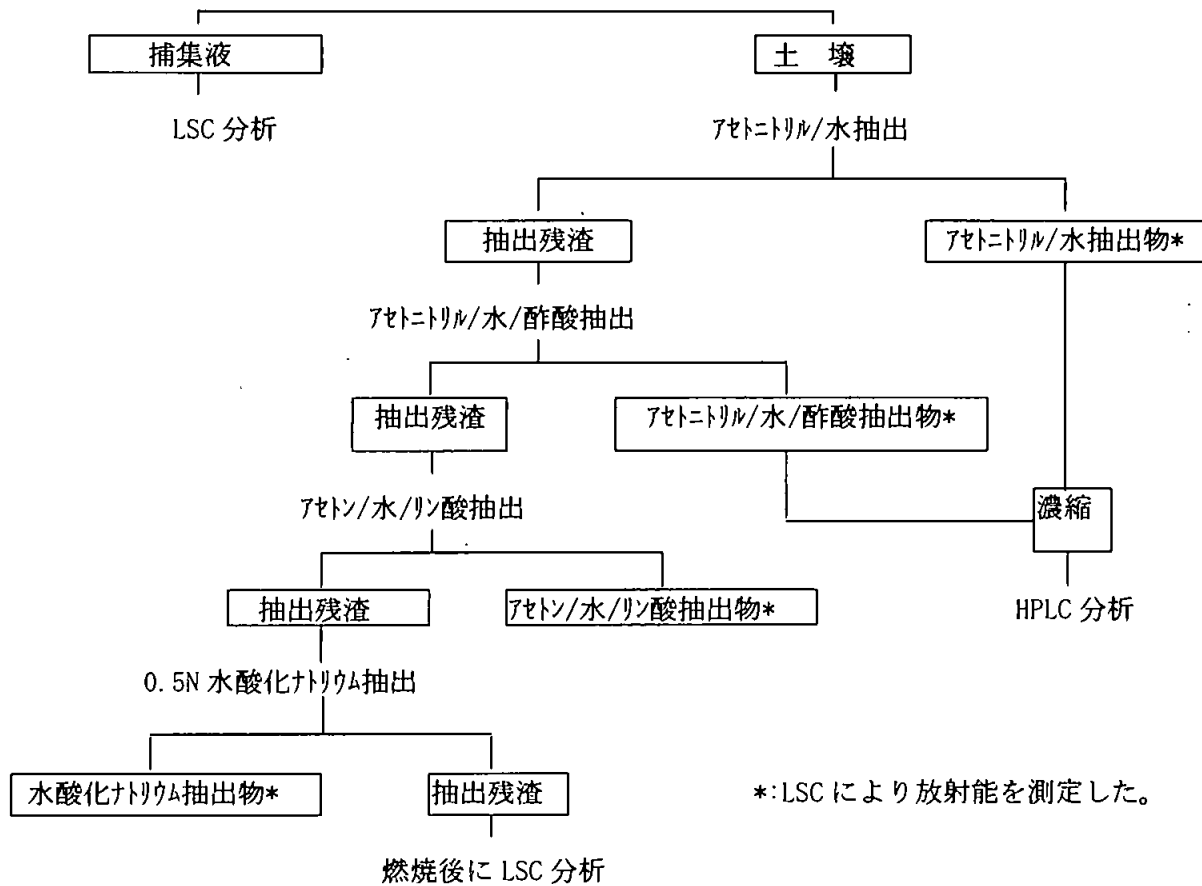 捕集液
土 壌
LSC 分析
ｱｾﾄﾆﾄﾘﾙ/水抽出
抽出残渣
ｱｾﾄﾆﾄﾘﾙ/水抽出物*
ｱｾﾄﾆﾄﾘﾙ/水/酢酸抽出
抽出残渣
ｱｾﾄﾆﾄﾘﾙ/水/酢酸抽出物*
ｱｾﾄﾝ/水/ﾘﾝ酸抽出
濃縮
抽出残渣
ｱｾﾄﾝ/水/ﾘﾝ酸抽出物*
HPLC 分析
0.5N 水酸化ﾅﾄﾘｳﾑ抽出
水酸化ﾅﾄﾘｳﾑ抽出物*
抽出残渣
*:LSC により放射能を測定した。
燃焼後に LSC 分析